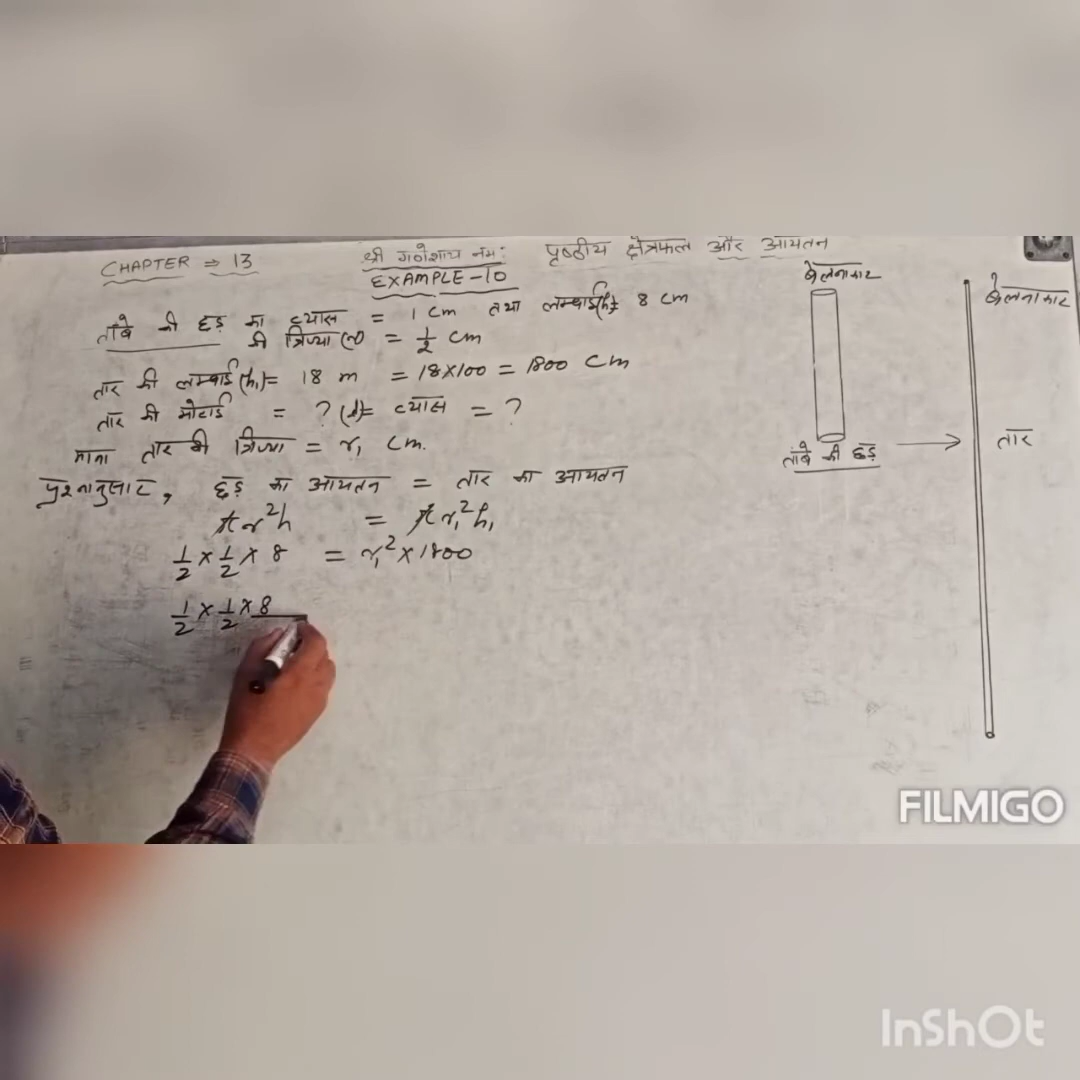 CHAPTER ⇒ 13
श्री गणेशाय नमः
पृष्ठीय क्षेत्रफल और आयतन
EXAMPLE-10
तांबे की छड़ का व्यास = 1 cm तथा लम्बाई(h)= 8 cm
की त्रिज्या(r) = 1/2 cm
तार की लम्बाई(h₁)= 18 m = 18×100 = 1800 cm
तार की मोटाई = ? (d)= व्यास = ?
माना तार की त्रिज्या = r₁ cm.
प्रश्नानुसार, छड़ का आयतन = तार का आयतन
πr²h = πr₁²h₁
1/2 × 1/2 × 8 = r₁² × 1800
1/2 × 1/2 × 8
बेलनाकार
तांबे की छड़
बेलनाकार
तार
FILMIGO
InShOt